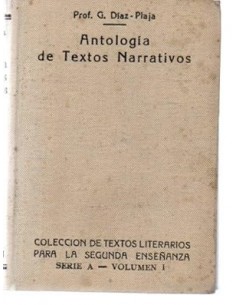 Prof. G. Díaz-Plaja
Antología
de Textos Narrativos
COLECCION DE TEXTOS LITERARIOS
PARA LA SEGUNDA ENSEÑANZA
SERIE A — VOLUMEN I